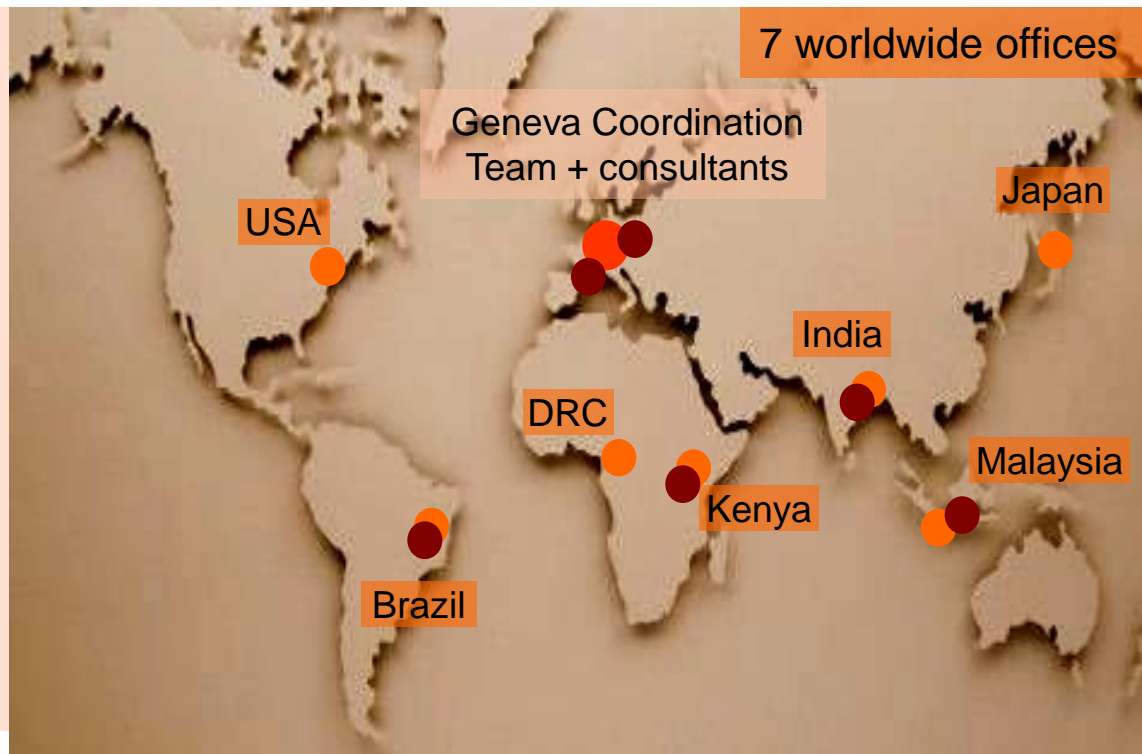 7 worldwide offices
Geneva Coordination
Team + consultants
Japan
USA
India
DRC
Malaysia
Kenya
Brazil